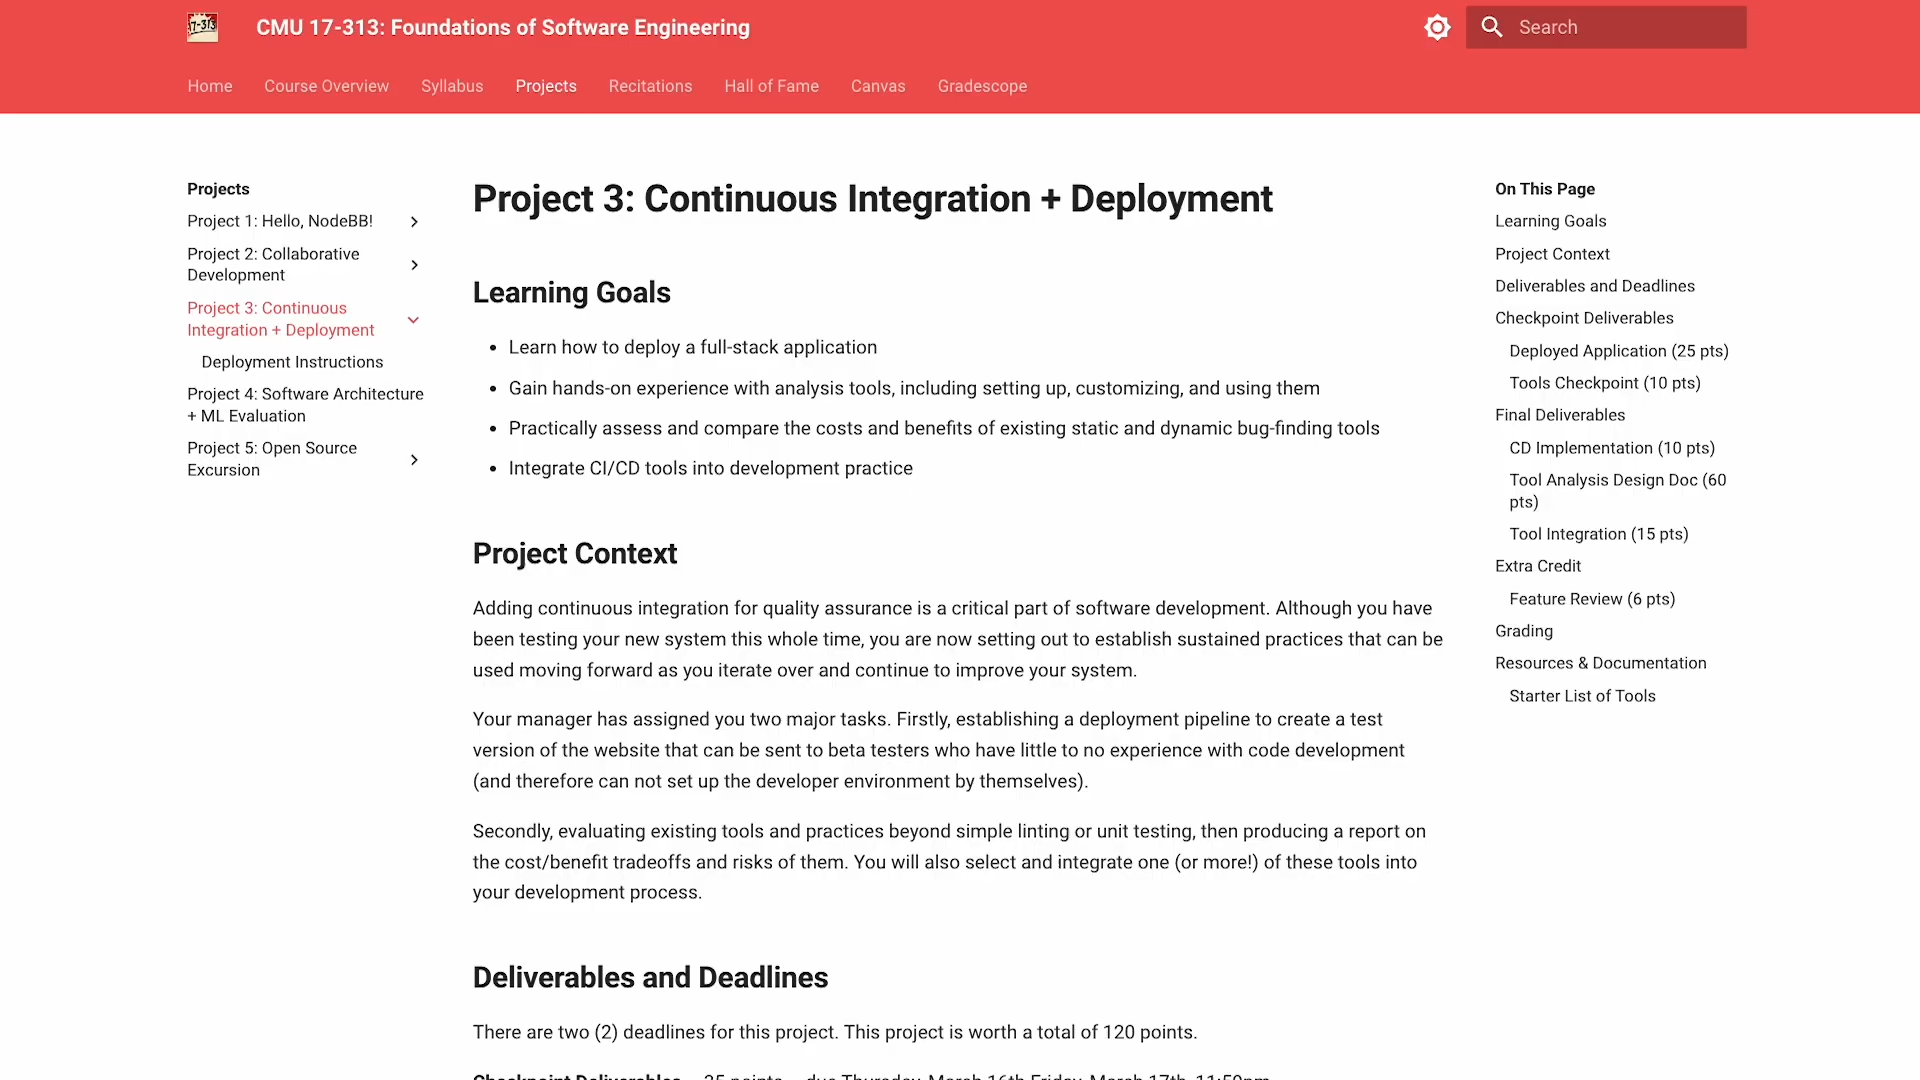 17-313
CMU 17-313: Foundations of Software Engineering
Search
Home
Course Overview
Syllabus
Projects
Recitations
Hall of Fame
Canvas
Gradescope
Projects
Project 1: Hello, NodeBB!
Project 2: Collaborative
Development
Project 3: Continuous
Integration + Deployment
Deployment Instructions
Project 4: Software Architecture
+ ML Evaluation
Project 5: Open Source
Excursion
Project 3: Continuous Integration + Deployment
Learning Goals
• Learn how to deploy a full-stack application
• Gain hands-on experience with analysis tools, including setting up, customizing, and using them
• Practically assess and compare the costs and benefits of existing static and dynamic bug-finding tools
• Integrate CI/CD tools into development practice
Project Context
Adding continuous integration for quality assurance is a critical part of software development. Although you have
been testing your new system this whole time, you are now setting out to establish sustained practices that can be
used moving forward as you iterate over and continue to improve your system.
Your manager has assigned you two major tasks. Firstly, establishing a deployment pipeline to create a test
version of the website that can be sent to beta testers who have little to no experience with code development
(and therefore can not set up the developer environment by themselves).
Secondly, evaluating existing tools and practices beyond simple linting or unit testing, then producing a report on
the cost/benefit tradeoffs and risks of them. You will also select and integrate one (or more!) of these tools into
your development process.
Deliverables and Deadlines
There are two (2) deadlines for this project. This project is worth a total of 120 points.
Checkpoint Deliverables – 35 points – due Thursday, March 16th Friday, March 17th, 11:59pm
On This Page
Learning Goals
Project Context
Deliverables and Deadlines
Checkpoint Deliverables
Deployed Application (25 pts)
Tools Checkpoint (10 pts)
Final Deliverables
CD Implementation (10 pts)
Tool Analysis Design Doc (60
pts)
Tool Integration (15 pts)
Extra Credit
Feature Review (6 pts)
Grading
Resources & Documentation
Starter List of Tools